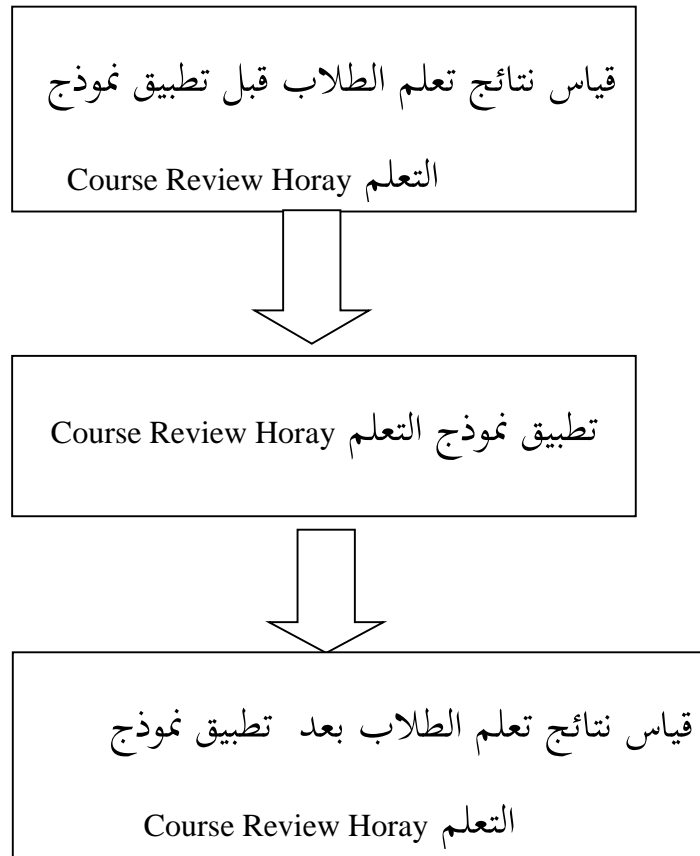 قياس نتائج تعلم الطلاب قبل تطبيق نموذج
التعلم Course Review Horay
تطبيق نموذج التعلم Course Review Horay
قياس نتائج تعلم الطلاب بعد تطبيق نموذج
التعلم Course Review Horay